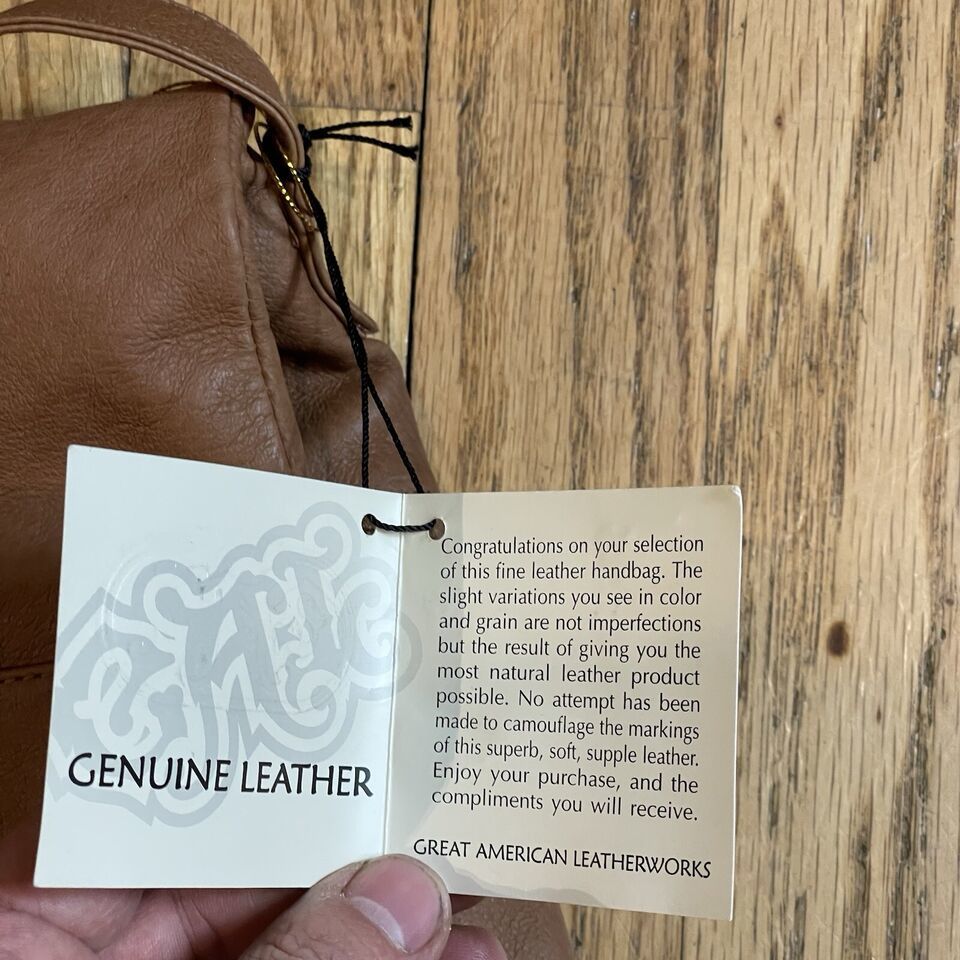 GENUINE LEATHER
Congratulations on your selection
of this fine leather handbag. The
slight variations you see in color
and grain are not imperfections
but the result of giving you the
most natural leather product
possible. No attempt has been
made to camouflage the markings
of this superb, soft, supple leather.
Enjoy your purchase, and the
compliments you will receive.
GREAT AMERICAN LEATHERWORKS